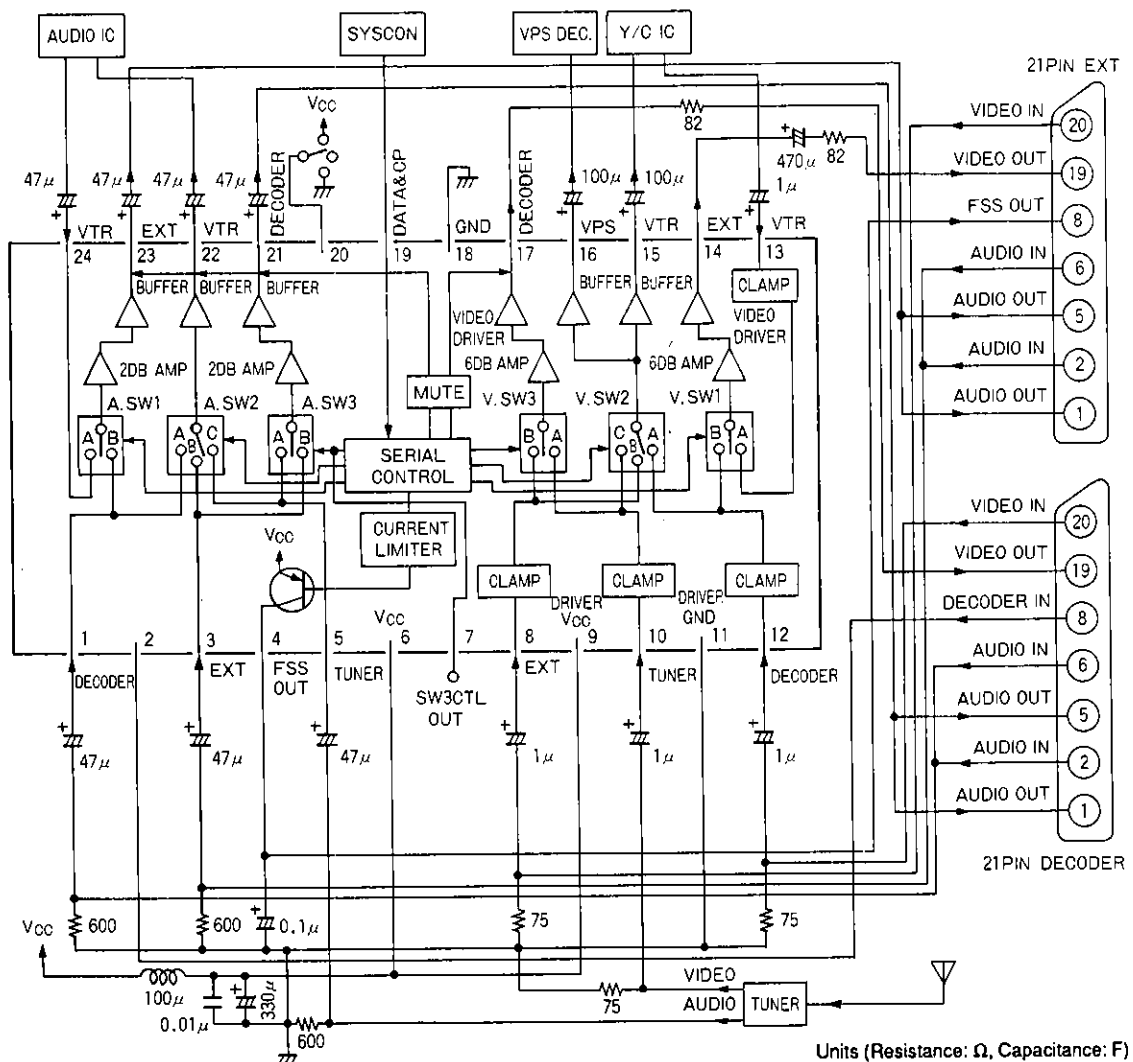 AUDIO IC
SYSCON
VPS DEC.
Y/C IC
21PIN EXT
VCC
82
470μ
82
VIDEO IN
20
VIDEO OUT
19
FSS OUT
8
AUDIO IN
6
AUDIO OUT
5
AUDIO IN
2
AUDIO OUT
1
47μ
47μ
47μ
47μ
DECODER
DATA&CP
GND
DECODER
100μ
100μ
1μ
+
+
+
+
+
+
+
+
VTR
EXT
VTR
VPS
VTR
EXT
VTR
24
23
22
21
20
19
18
17
16
15
14
13
BUFFER
BUFFER
BUFFER
VIDEO DRIVER
BUFFER
BUFFER
VIDEO DRIVER
CLAMP
2DB AMP
2DB AMP
6DB AMP
6DB AMP
MUTE
A.SW1
A.SW2
A.SW3
V.SW3
V.SW2
V.SW1
A B
A B C
A B
B A
C B A
B A
SERIAL CONTROL
CURRENT LIMITER
VCC
CLAMP
CLAMP
CLAMP
DRIVER VCC
DRIVER GND
VCC
1
2
3
4
5
6
7
8
9
10
11
12
DECODER
EXT
FSS OUT
TUNER
SW3CTL OUT
EXT
TUNER
DECODER
+
+
+
+
+
+
47μ
47μ
47μ
1μ
1μ
1μ
VIDEO IN
20
VIDEO OUT
19
DECODER IN
8
AUDIO IN
6
AUDIO OUT
5
AUDIO IN
2
AUDIO OUT
1
21PIN DECODER
600
600
+
0.1μ
75
75
VCC
100μ
0.01μ
+
330μ
600
75
VIDEO
AUDIO
TUNER
Units (Resistance: Ω, Capacitance: F)